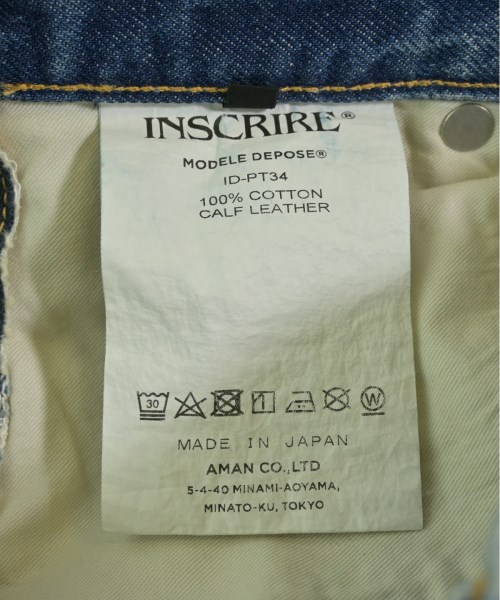 INSCRIRE®
MODELE DEPOSE®
ID-PT34
100% COTTON
CALF LEATHER
30
W
MADE IN JAPAN
AMAN CO.,LTD
5-4-40 MINAMI-AOYAMA,
MINATO-KU, TOKYO